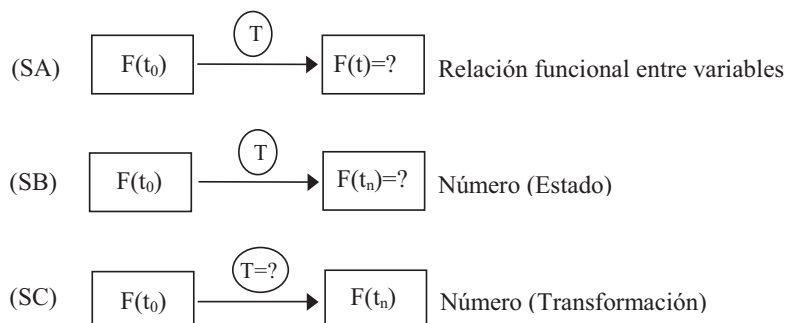 T
(SA) F(t₀) F(t)=? Relación funcional entre variables
T
(SB) F(t₀) F(tₙ)=? Número (Estado)
T=?
(SC) F(t₀) F(tₙ) Número (Transformación)